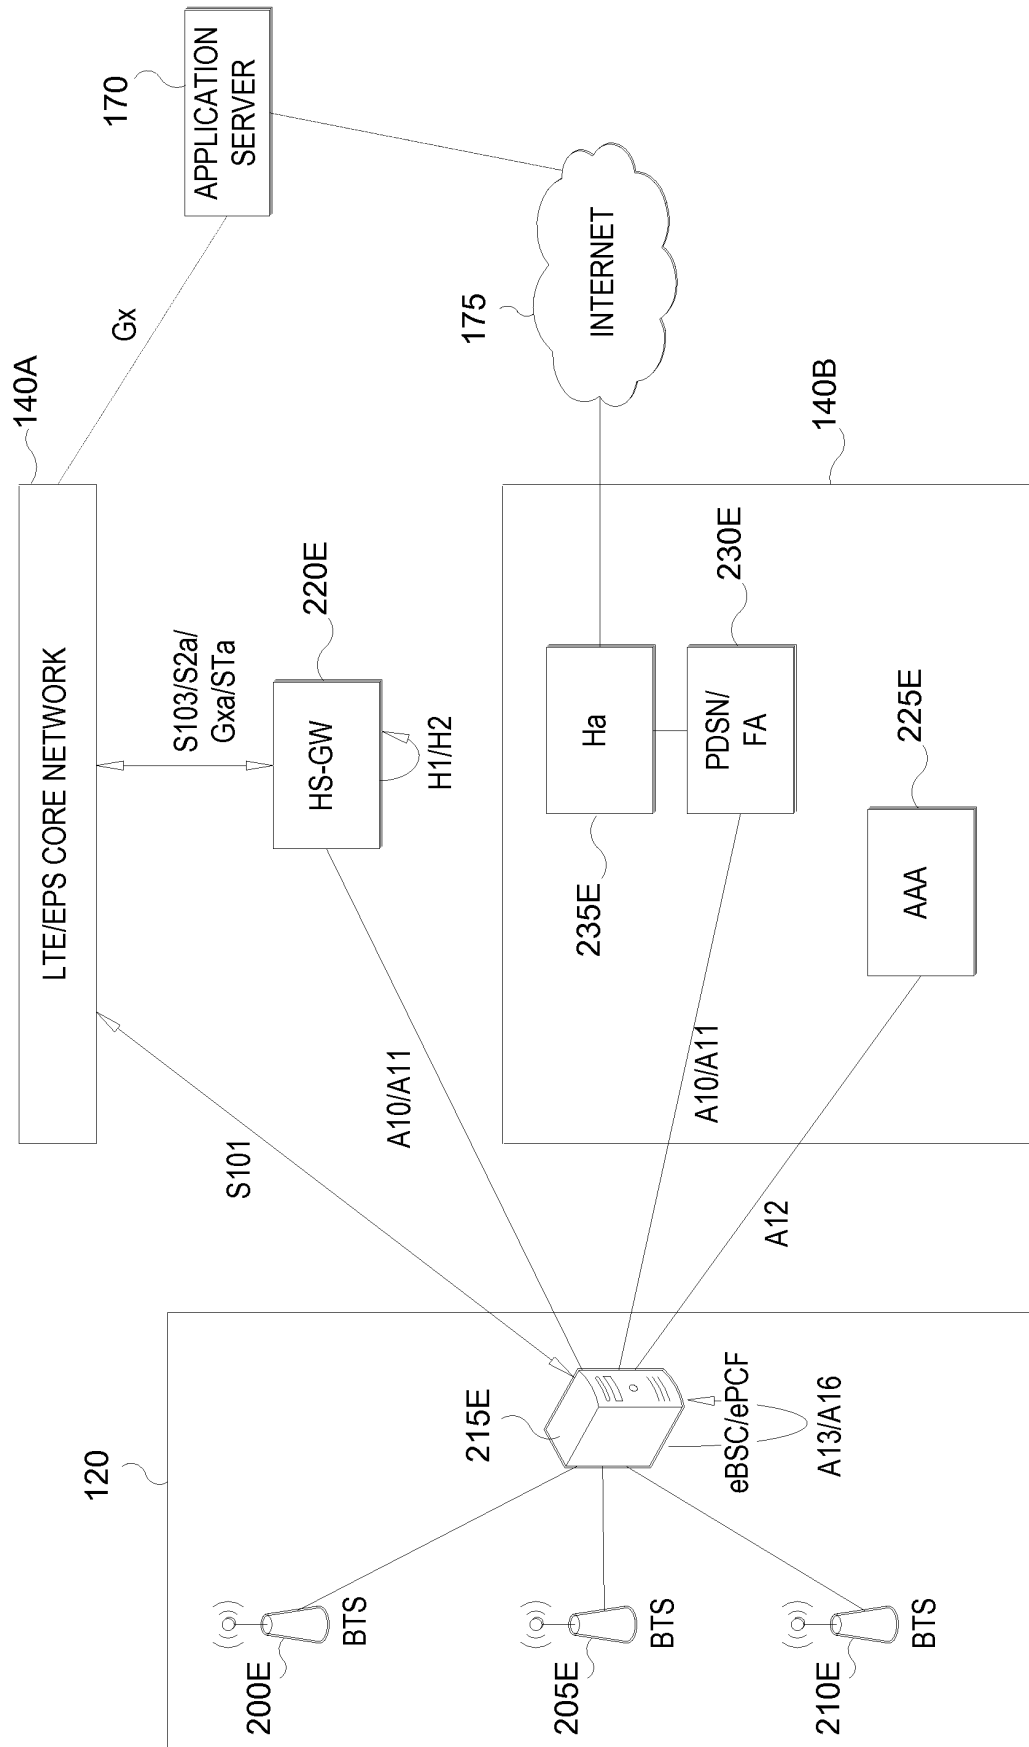 120
200E
BTS
205E
BTS
210E
BTS
215E
eBSC/ePCF
A13/A16
S101
A10/A11
A10/A11
A12
LTE/EPS CORE NETWORK
140A
S103/S2a/
Gxa/STa
HS-GW
220E
H1/H2
Ha
235E
PDSN/
FA
230E
AAA
225E
140B
Gx
APPLICATION
SERVER
170
INTERNET
175